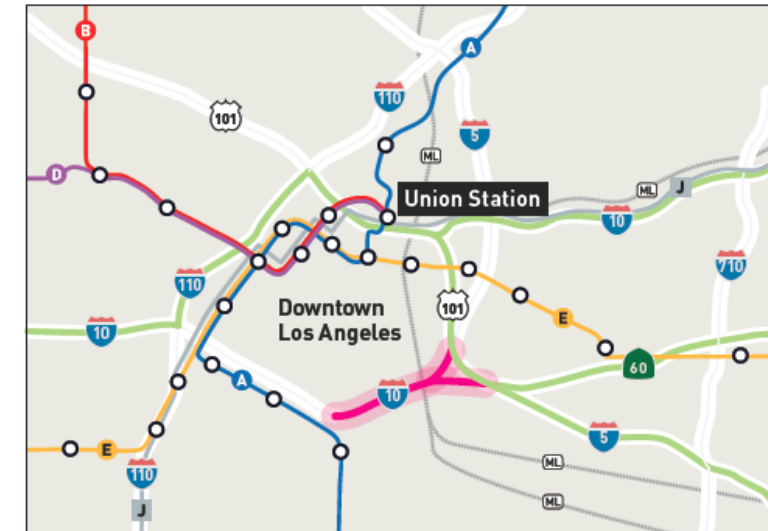 B
A
110
101
5
ML
D
ML
J
Union Station
10
110
710
101
Downtown
Los Angeles
E
10
60
A
10
5
E
ML
110
ML
J